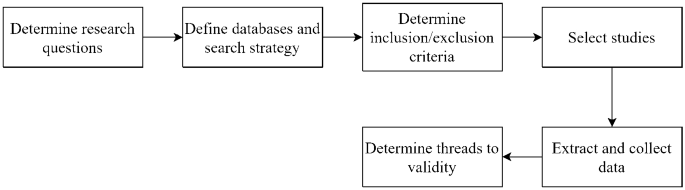 Determine research
questions
Define databases and
search strategy
Determine
inclusion/exclusion
criteria
Select studies
Extract and collect
data
Determine threads to
validity